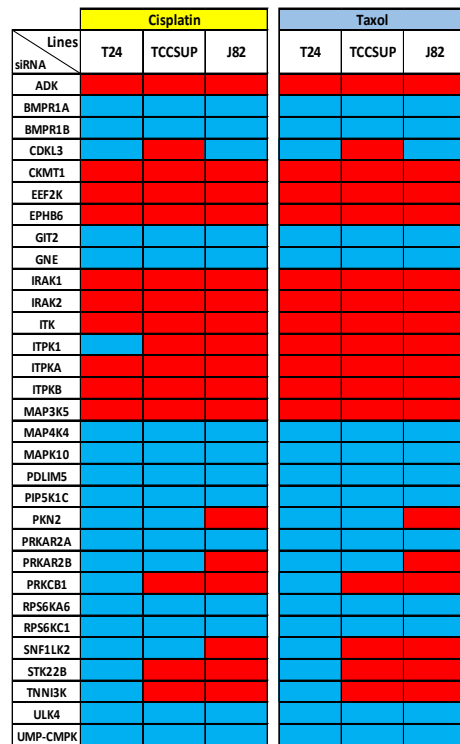 Cisplatin Taxol
Lines T24 TCCSUP J82 T24 TCCSUP J82
siRNA
ADK
BMPR1A
BMPR1B
CDKL3
CKMT1
EEF2K
EPHB6
GIT2
GNE
IRAK1
IRAK2
ITK
ITPK1
ITPKA
ITPKB
MAP3K5
MAP4K4
MAPK10
PDLIM5
PIP5K1C
PKN2
PRKAR2A
PRKAR2B
PRKCB1
RPS6KA6
RPS6KC1
SNF1LK2
STK22B
TNNI3K
ULK4
UMP-CMPK